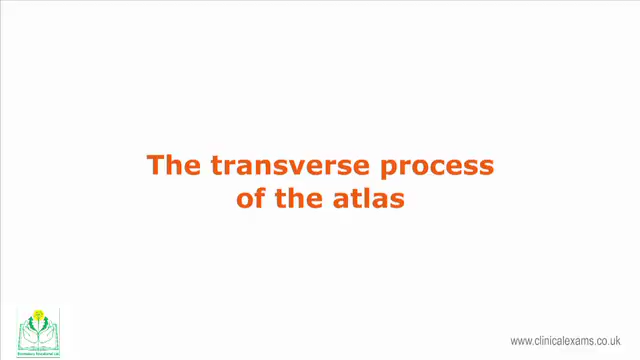 The transverse process
of the atlas
www.clinicalexams.co.uk